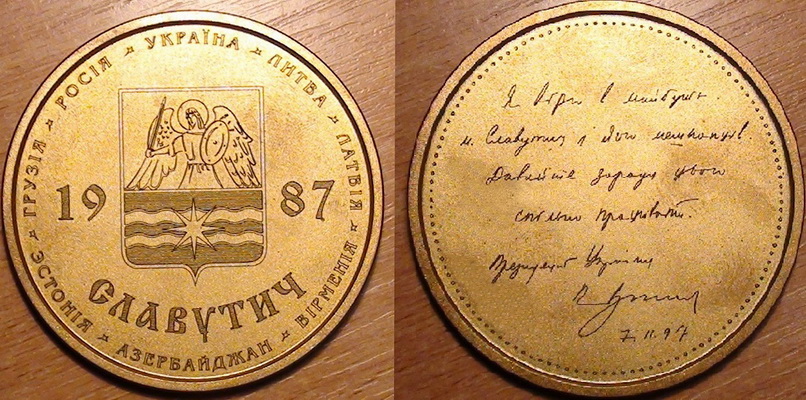 ГРУЗІЯ РОСІЯ УКРАЇНА ЛИТВА ЛАТВІЯ ВІРМЕНІЯ АЗЕРБАЙДЖАН ЕСТОНІЯ
19 87
СЛАВУТИЧ
Я вірю в майбутнє
м. Славутича і його мешканців.
Давайте заради цього
спільно працювати.
Президент України
7.11.97